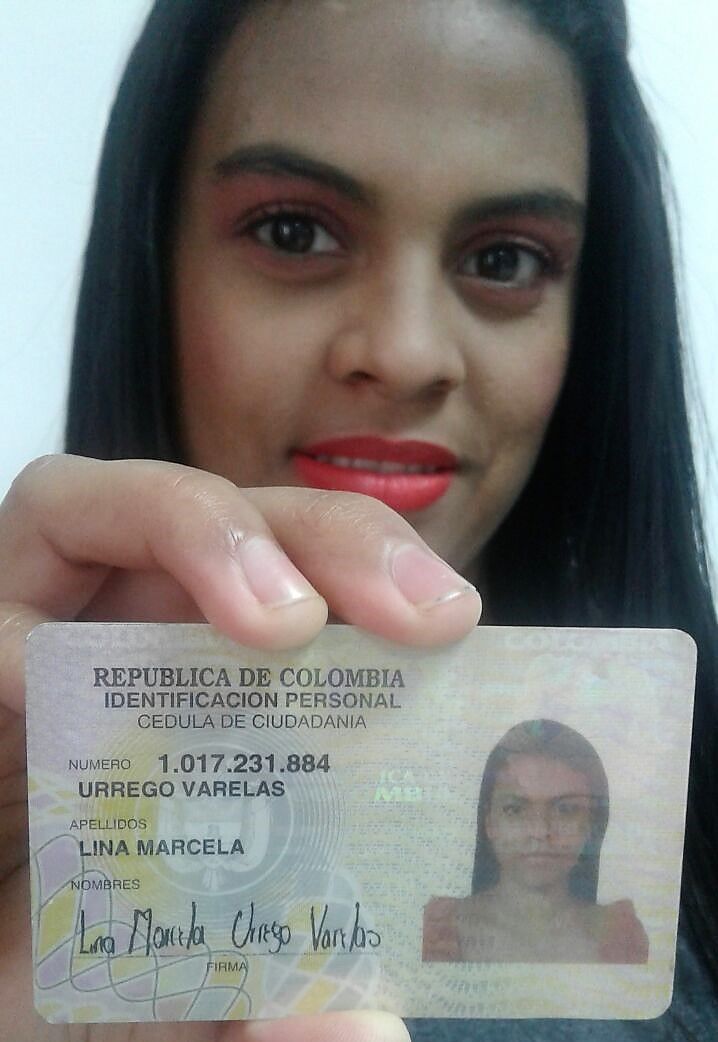 REPUBLICA DE COLOMBIA
IDENTIFICACION PERSONAL
CEDULA DE CIUDADANIA
NUMERO 1.017.231.884
URREGO VARELAS
APELLIDOS
LINA MARCELA
NOMBRES
Lina Marcela Urrego Varelas
FIRMA